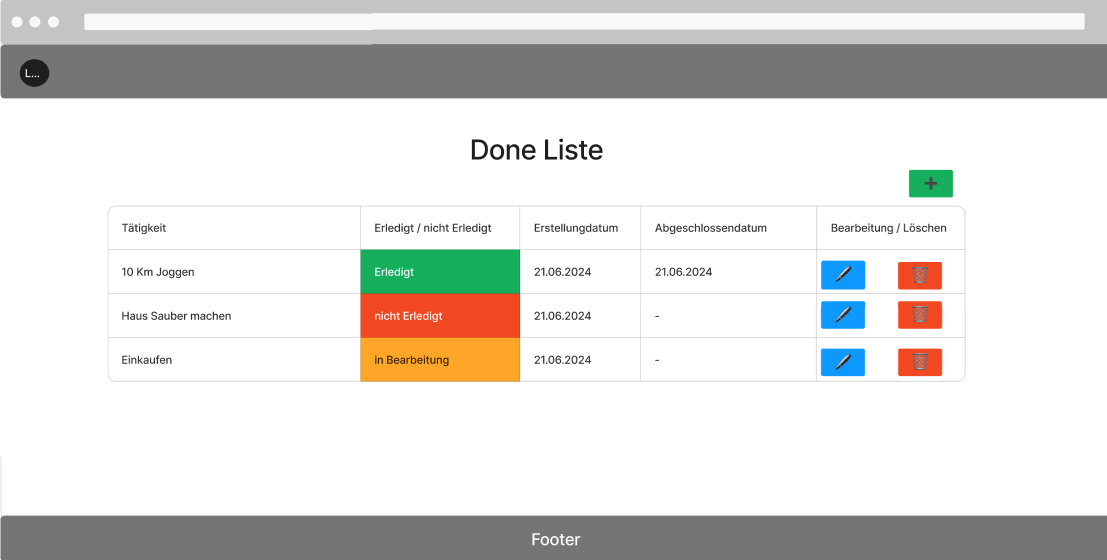 L...
Done Liste
Tätigkeit Erledigt / nicht Erledigt Erstellungdatum Abgeschlossendatum Bearbeitung / Löschen
10 Km Joggen Erledigt 21.06.2024 21.06.2024
Haus Sauber machen nicht Erledigt 21.06.2024 -
Einkaufen in Bearbeitung 21.06.2024 -
Footer